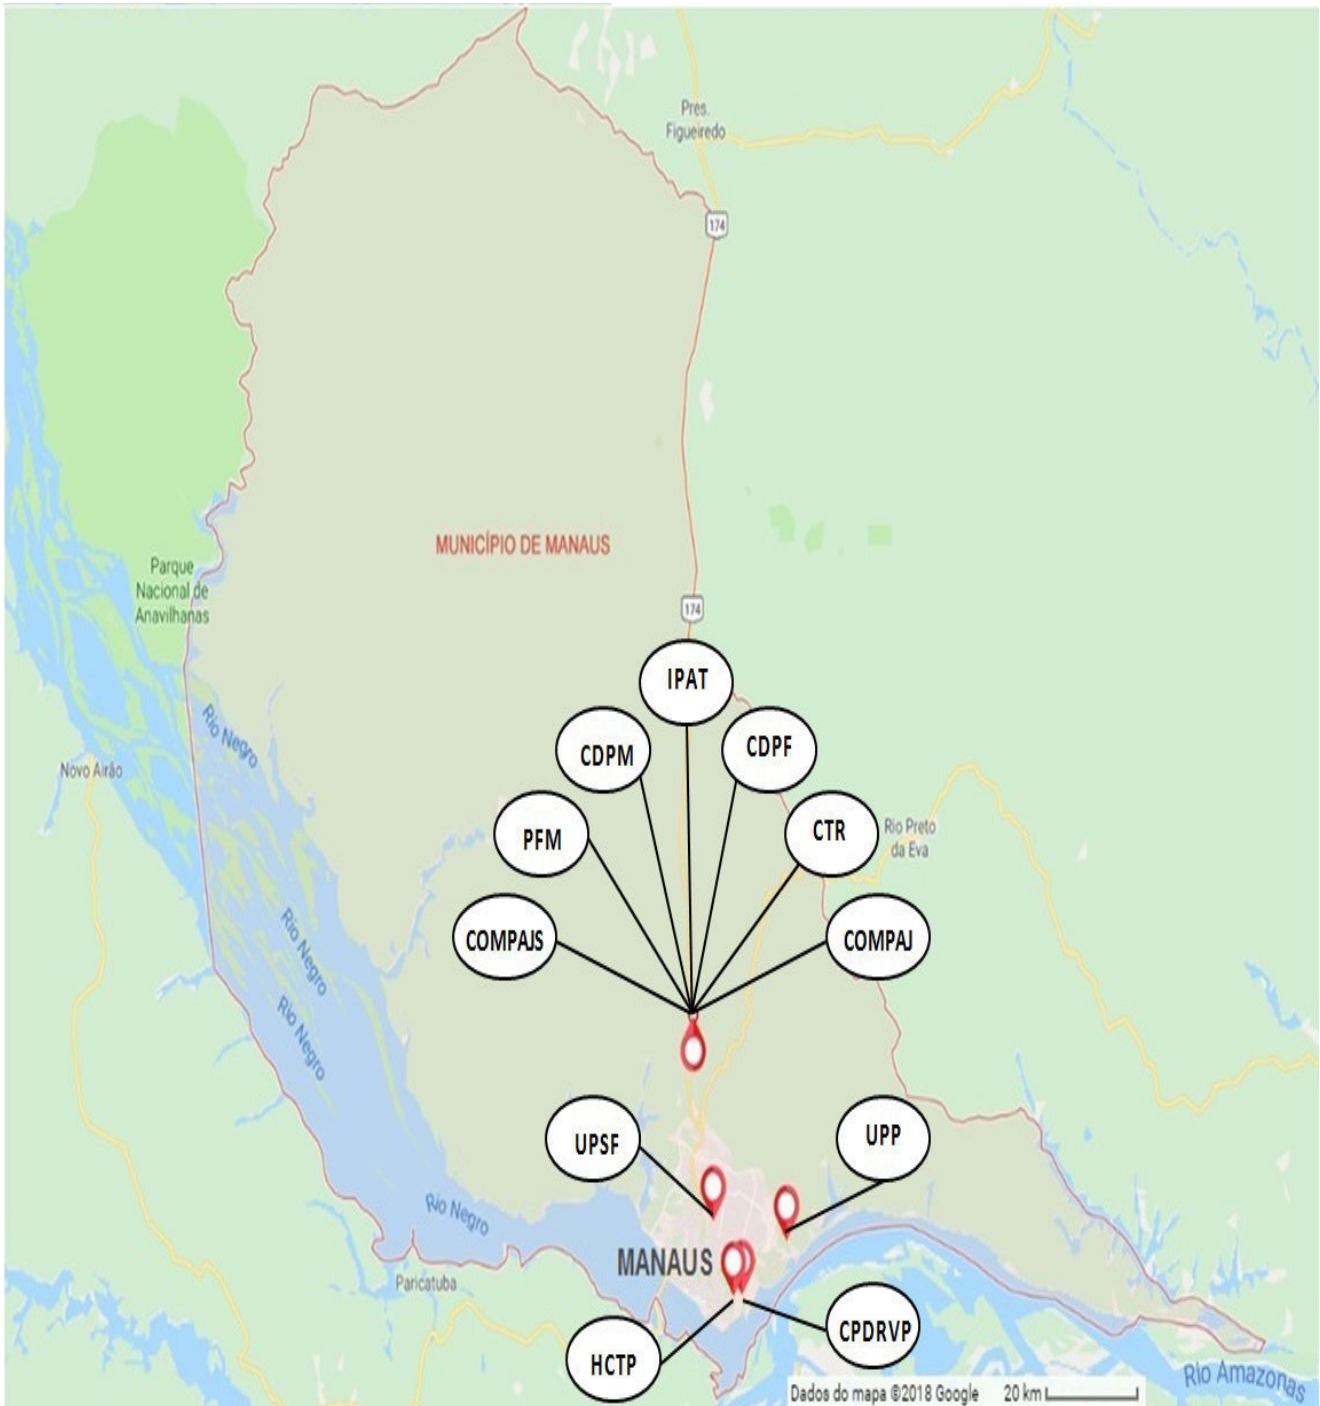 Pres.
Figueiredo
174
MUNICÍPIO DE MANAUS
Parque
Nacional de
Anavilhanas
174
IPAT
Rio Negro
CDPM
CDPF
Novo Airão
PFM
CTR
Rio Preto
da Eva
Rio Negro
COMPAJS
COMPAJ
Rio Negro
UPSF
UPP
Rio Negro
MANAUS
Paricatuba
CPDRVP
HCTP
Rio Amazonas
Dados do mapa ©2018 Google 20 km